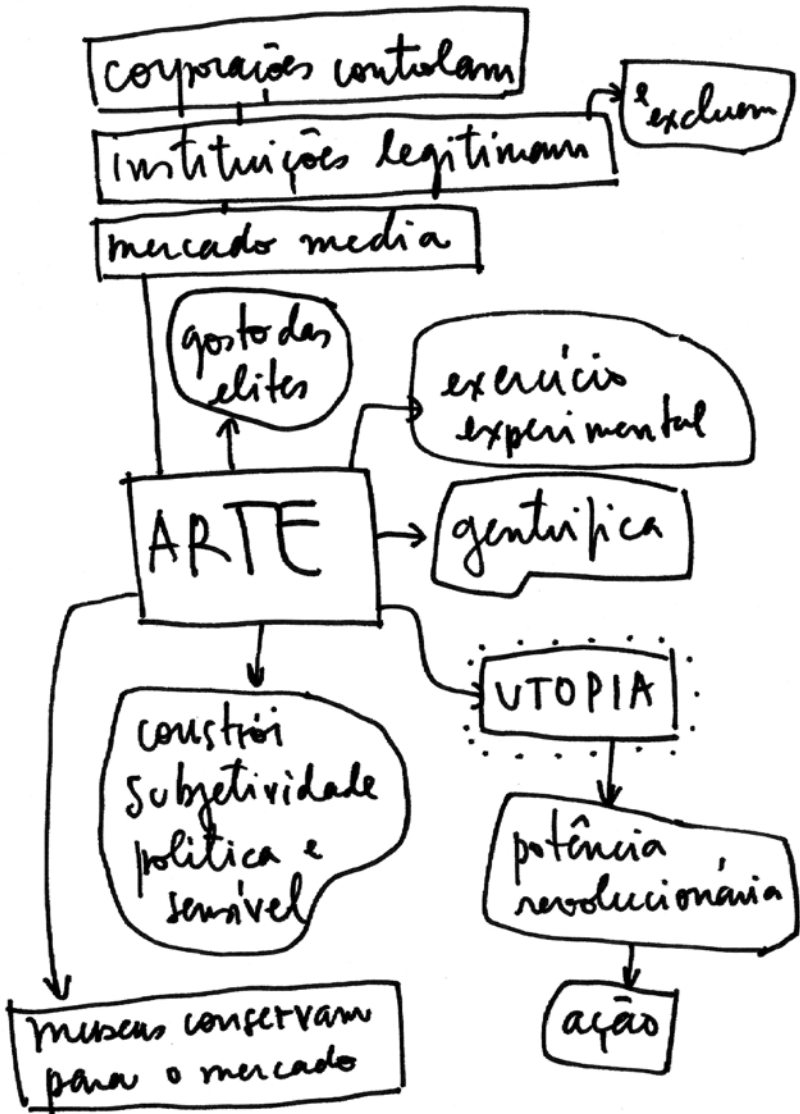 corporações controlam
e
excluem
instituições legitimam
mercado media
gosto das
elites
exercício
experimental
ARTE
gentrifica
UTOPIA
constrói
subjetividade
política e
sensível
potência
revolucionária
ação
museus conservam
para o mercado